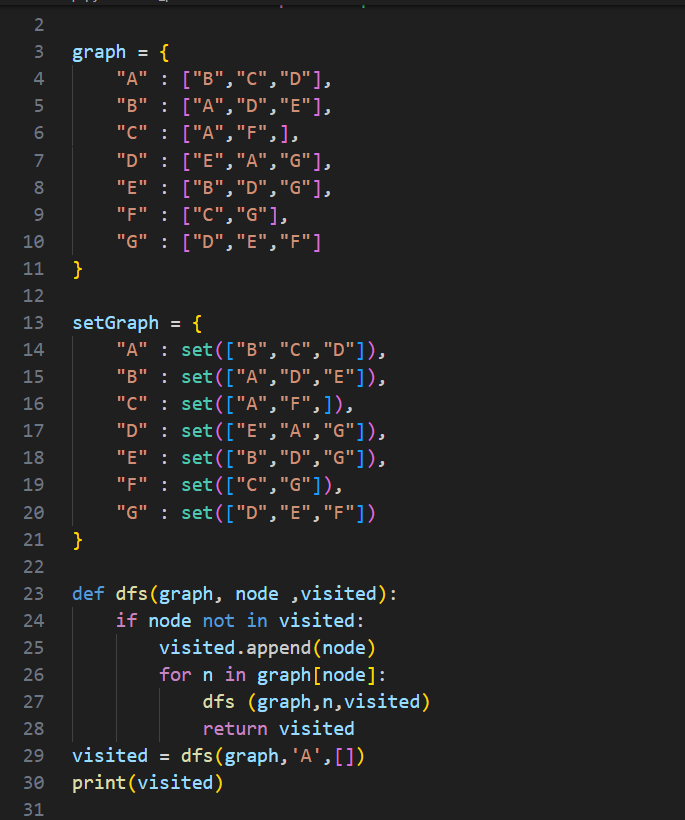 2
3 graph = {
4 "A" : ["B","C","D"],
5 "B" : ["A","D","E"],
6 "C" : ["A","F",],
7 "D" : ["E","A","G"],
8 "E" : ["B","D","G"],
9 "F" : ["C","G"],
10 "G" : ["D","E","F"]
11 }
12
13 setGraph = {
14 "A" : set(["B","C","D"]),
15 "B" : set(["A","D","E"]),
16 "C" : set(["A","F",]),
17 "D" : set(["E","A","G"]),
18 "E" : set(["B","D","G"]),
19 "F" : set(["C","G"]),
20 "G" : set(["D","E","F"])
21 }
22
23 def dfs(graph, node ,visited):
24 if node not in visited:
25 visited.append(node)
26 for n in graph[node]:
27 dfs (graph,n,visited)
28 return visited
29 visited = dfs(graph,'A',[])
30 print(visited)
31